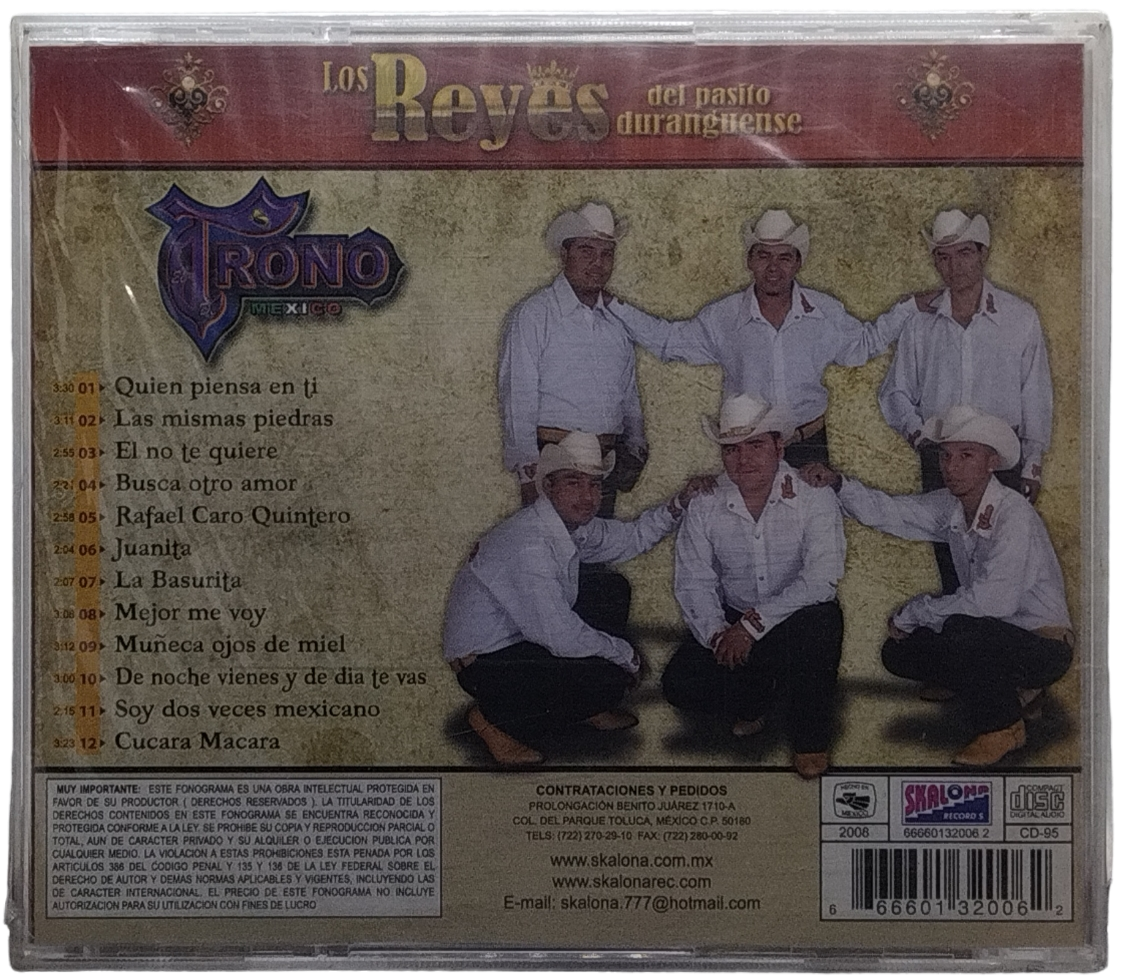 Los Reyes del pasito duranguense
El TRONO
de
MEXICO
3:30 01 Quien piensa en ti
3:11 02 Las mismas piedras
2:55 03 El no te quiere
2:21 04 Busca otro amor
2:58 05 Rafael Caro Quintero
2:04 06 Juanita
2:07 07 La Basurita
3:08 08 Mejor me voy
3:12 09 Muñeca ojos de miel
3:00 10 De noche vienes y de dia te vas
2:15 11 Soy dos veces mexicano
3:23 12 Cucara Macara
MUY IMPORTANTE: ESTE FONOGRAMA ES UNA OBRA INTELECTUAL PROTEGIDA EN
FAVOR DE SU PRODUCTOR ( DERECHOS RESERVADOS ). LA TITULARIDAD DE LOS
DERECHOS CONTENIDOS EN ESTE FONOGRAMA SE ENCUENTRA RECONOCIDA Y
PROTEGIDA CONFORME A LA LEY. SE PROHIBE SU COPIA Y REPRODUCCION PARCIAL O
TOTAL, AUN DE CARACTER PRIVADO Y SU ALQUILER O EJECUCION PUBLICA POR
CUALQUIER MEDIO. LA VIOLACIÓN A ESTAS PROHIBICIONES ESTA PENADA POR LOS
ARTICULOS 386 DEL CÓDIGO PENAL Y 135 Y 136 DE LA LEY FEDERAL SOBRE EL
DERECHO DE AUTOR Y DEMAS NORMAS APLICABLES Y VIGENTES, INCLUYENDO LAS
DE CARACTER INTERNACIONAL. EL PRECIO DE ESTE FONOGRAMA NO INCLUYE
AUTORIZACION PARA SU UTILIZACION CON FINES DE LUCRO
CONTRATACIONES Y PEDIDOS
PROLONGACIÓN BENITO JUÁREZ 1710-A
COL. DEL PARQUE TOLUCA, MÉXICO C.P. 50180
TELS: (722) 270-29-10 FAX: (722) 280-00-92
www.skalona.com.mx
www.skalonarec.com
E-mail: skalona.777@hotmail.com
HECHO EN MEXICO
SKALONA
RECORDS
COMPACT
disc
DIGITAL AUDIO
2008
66660132006 2
CD-95
6 66601 32006 2